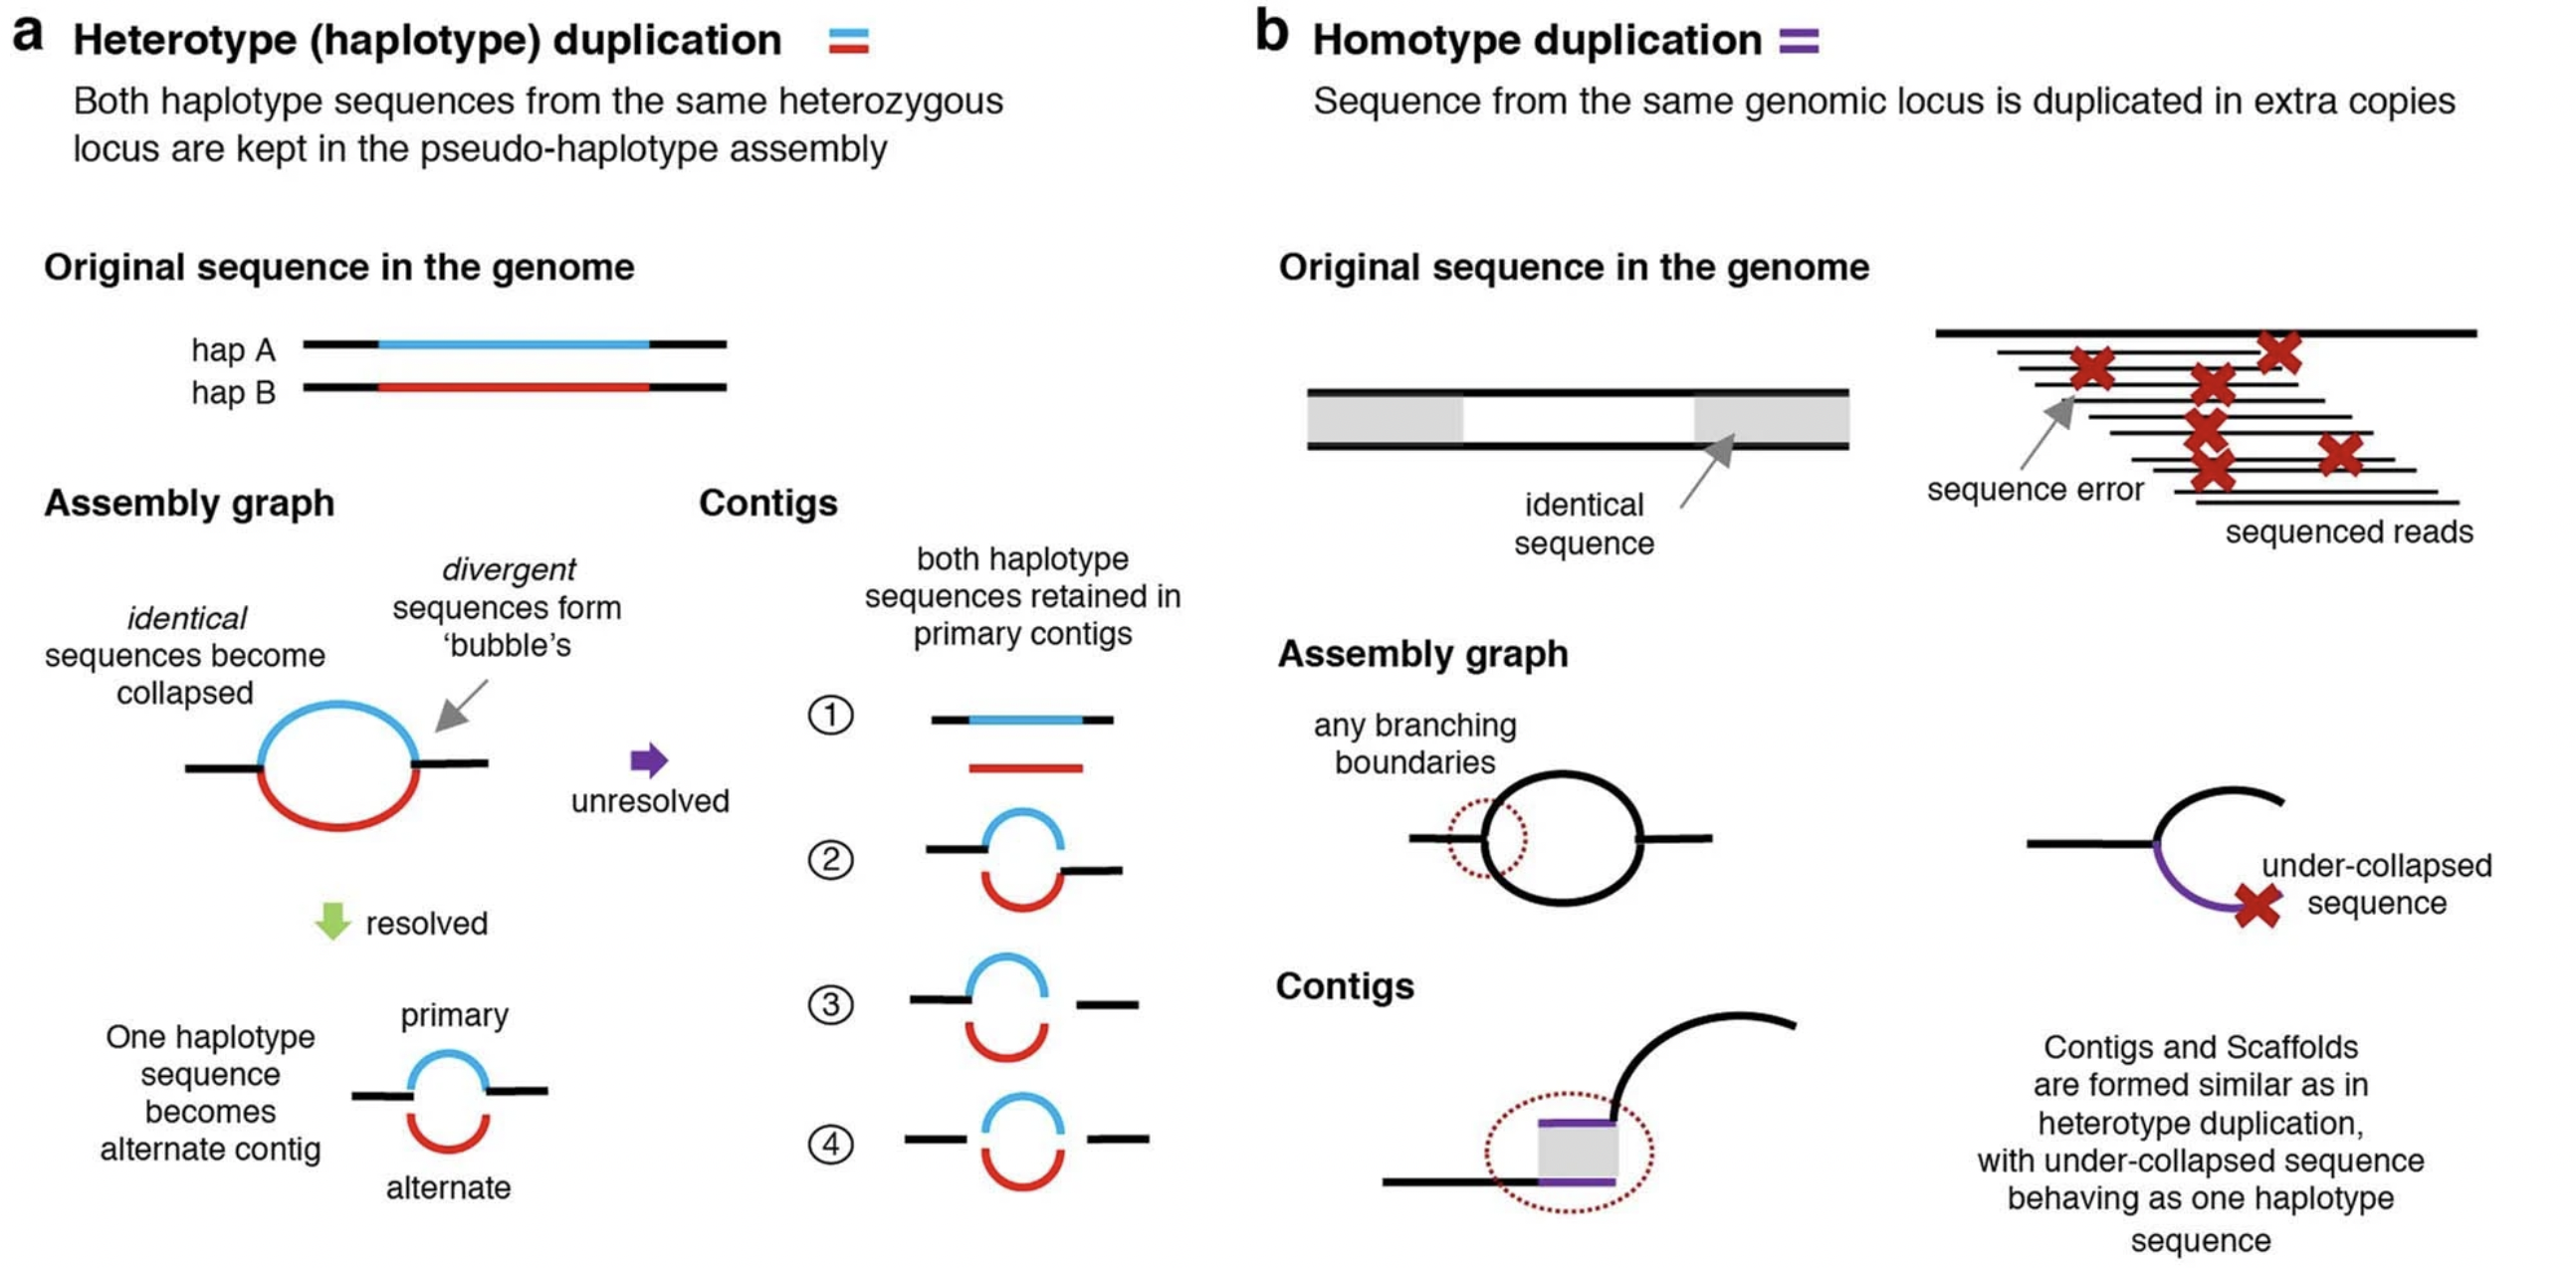 a Heterotype (haplotype) duplication
Both haplotype sequences from the same heterozygous
locus are kept in the pseudo-haplotype assembly
Original sequence in the genome
hap A
hap B
Assembly graph
identical
sequences become
collapsed
divergent
sequences form
‘bubble’s
unresolved
resolved
One haplotype
sequence
becomes
alternate contig
primary
alternate
Contigs
both haplotype
sequences retained in
primary contigs
1
2
3
4
b Homotype duplication
Sequence from the same genomic locus is duplicated in extra copies
Original sequence in the genome
identical
sequence
sequence error
sequenced reads
Assembly graph
any branching
boundaries
under-collapsed
sequence
Contigs
Contigs and Scaffolds
are formed similar as in
heterotype duplication,
with under-collapsed sequence
behaving as one haplotype
sequence